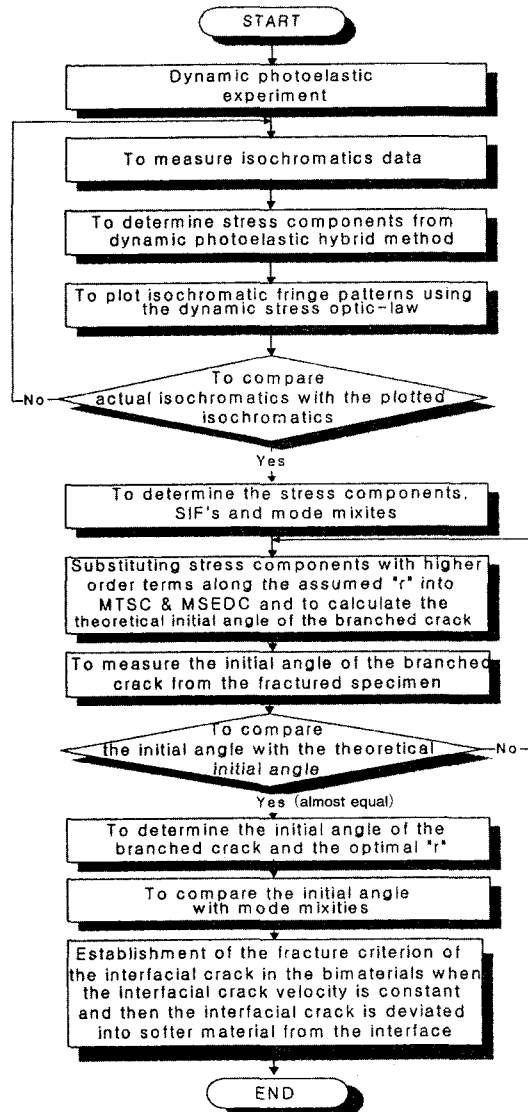 START
Dynamic photoelastic
experiment
To measure isochromatics data
To determine stress components from
dynamic photoelastic hybrid method
To plot isochromatic fringe patterns using
the dynamic stress optic-law
To compare
actual isochromatics with the plotted
isochromatics
No
Yes
To determine the stress components,
SIF's and mode mixites
Substituting stress components with higher
order terms along the assumed "r" into
MTSC & MSEDC and to calculate the
theoretical initial angle of the branched crack
To measure the initial angle of the branched
crack from the fractured specimen
To compare
the initial angle with the theoretical
initial angle
No
Yes (almost equal)
To determine the initial angle of the
branched crack and the optimal "r"
To compare the initial angle
with mode mixities
Establishment of the fracture criterion of
the interfacial crack in the bimaterials when
the interfacial crack velocity is constant
and then the interfacial crack is deviated
into softer material from the interface
END